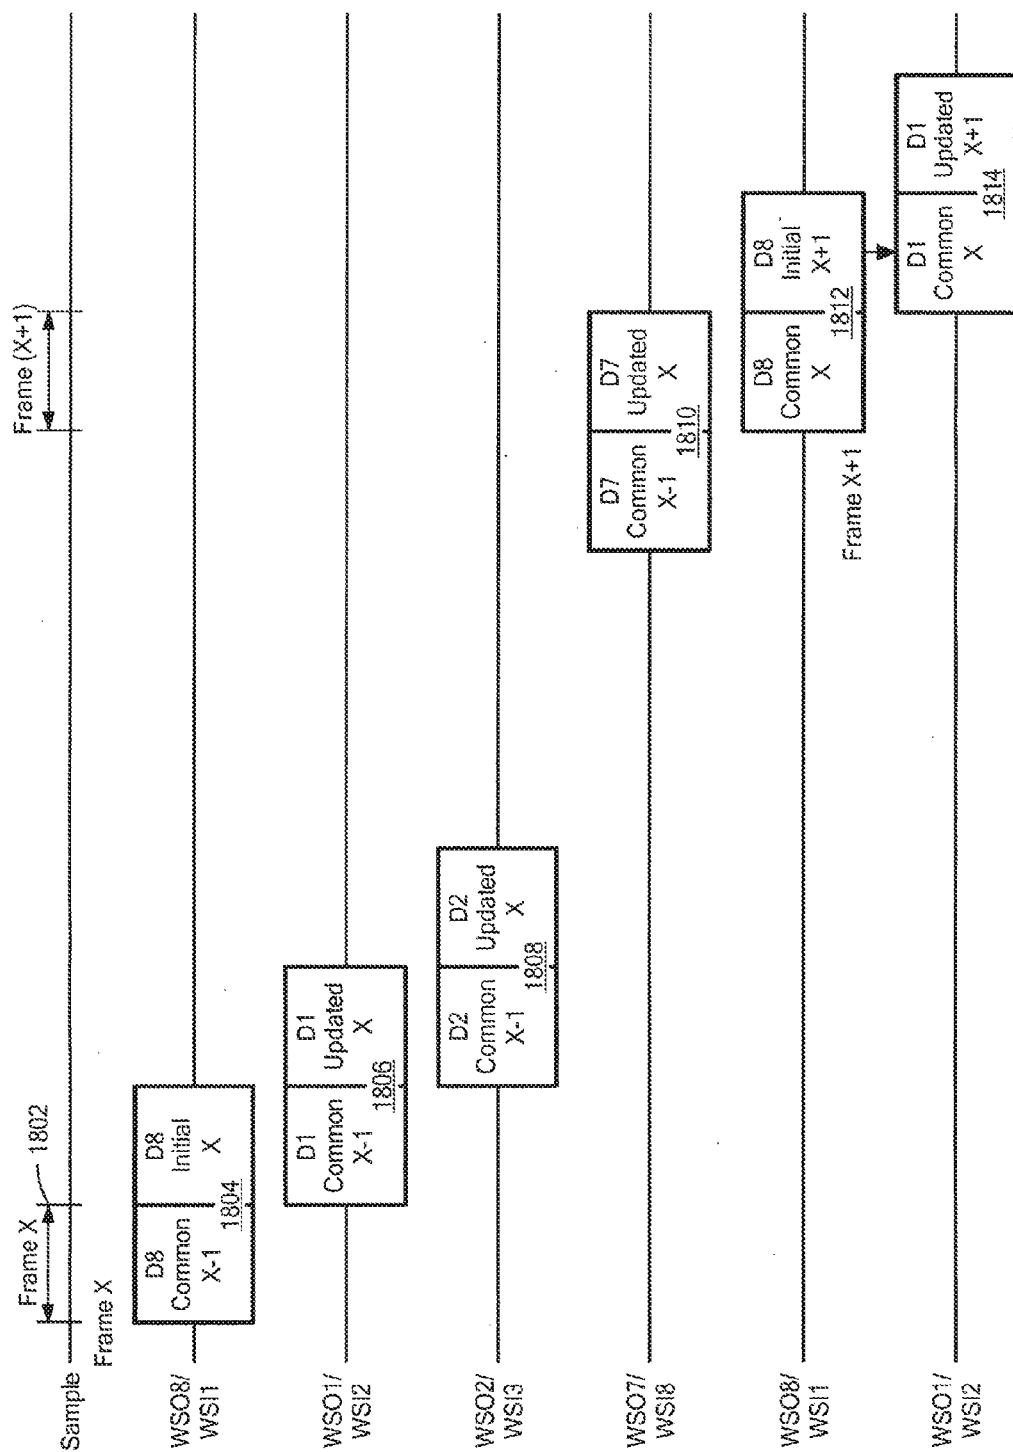 Sample
Frame X
Frame (X+1)
1802
Frame X
WSO8/
WSI1
D8
Common
X-1
D8
Initial
X
1804
WSO1/
WSI2
D1
Common
X-1
D1
Updated
X
1806
WSO2/
WSI3
D2
Common
X-1
D2
Updated
X
1808
WSO7/
WSI8
D7
Common
X-1
D7
Updated
X
1810
WSO8/
WSI1
D8
Common
X
D8
Initial
X+1
1812
Frame X+1
WSO1/
WSI2
D1
Common
X
D1
Updated
X+1
1814